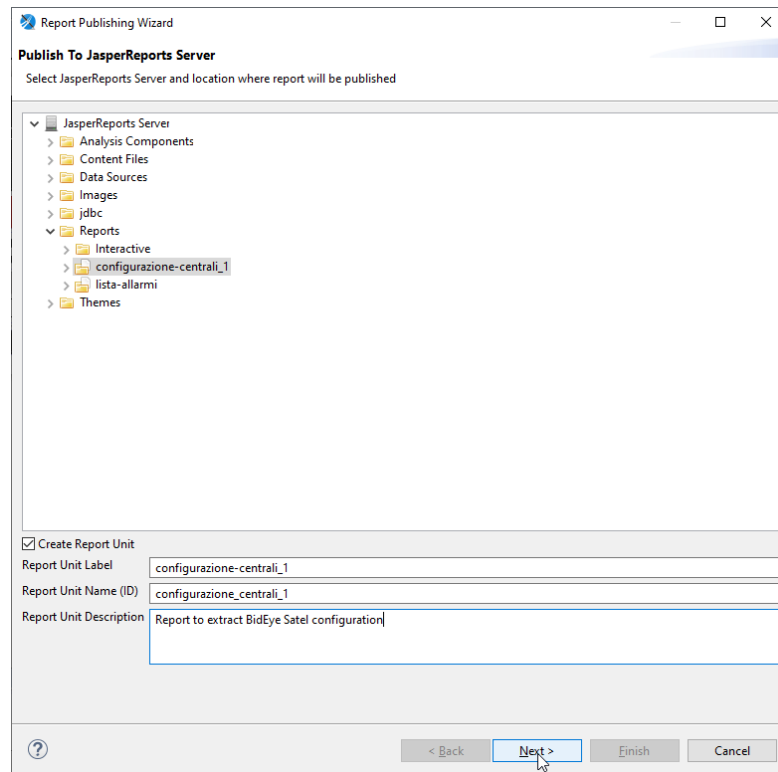 Report Publishing Wizard
Publish To JasperReports Server
Select JasperReports Server and location where report will be published
JasperReports Server
Analysis Components
Content Files
Data Sources
Images
jdbc
Reports
Interactive
configurazione-centrali_1
lista-allarmi
Themes
Create Report Unit
Report Unit Label configurazione-centrali_1
Report Unit Name (ID) configurazione_centrali_1
Report Unit Description Report to extract BidEye Satel configuration
? < Back Next > Finish Cancel